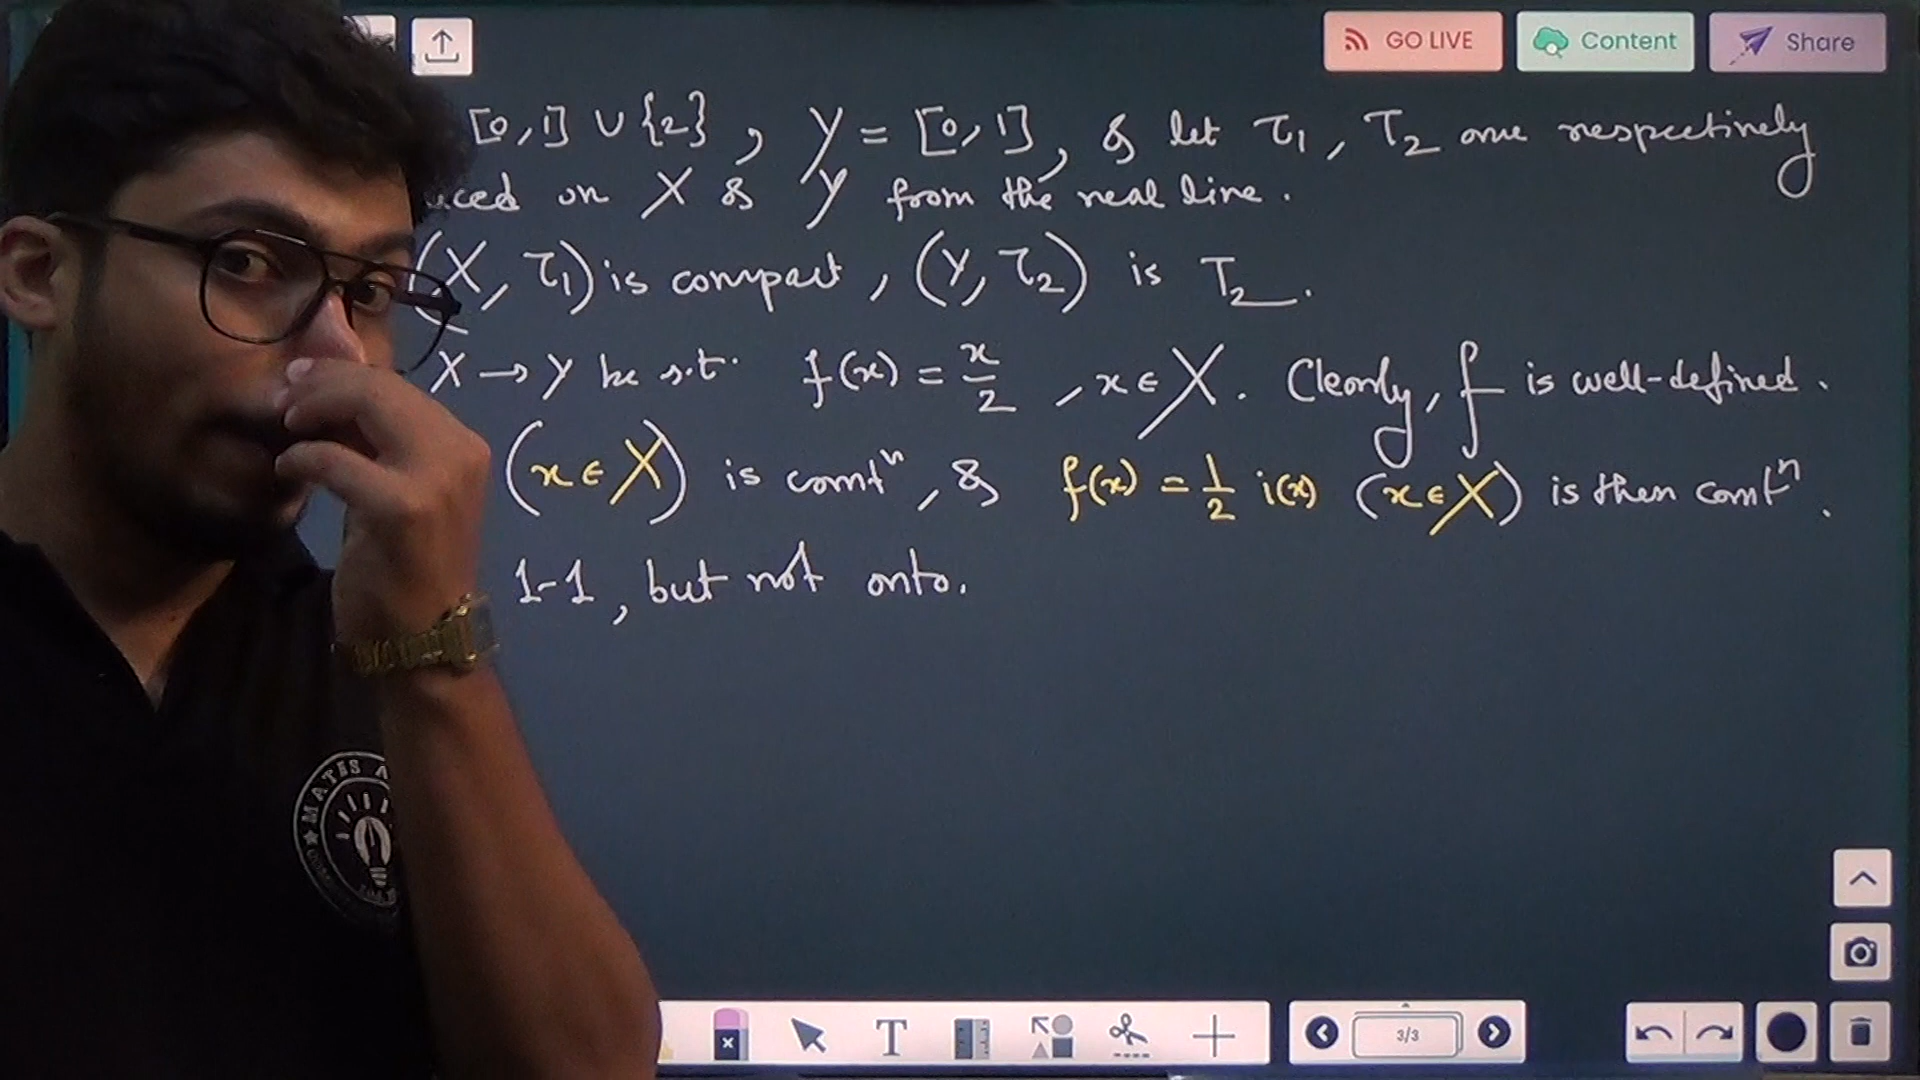 GO LIVE
Content
Share
[0,1] ∪ {2}, Y = [0,1], & let τ1, τ2 are respectively
uced on X & Y from the real line.
(X, τ1) is compact, (Y, τ2) is T2.
X → Y be s.t. f(x) = x/2, x ∈ X. Clearly, f is well-defined.
(x ∈ X) is contn, & f(x) = 1/2 i(x) (x ∈ X) is then contn.
1-1, but not onto.
MATES A
T
3/3